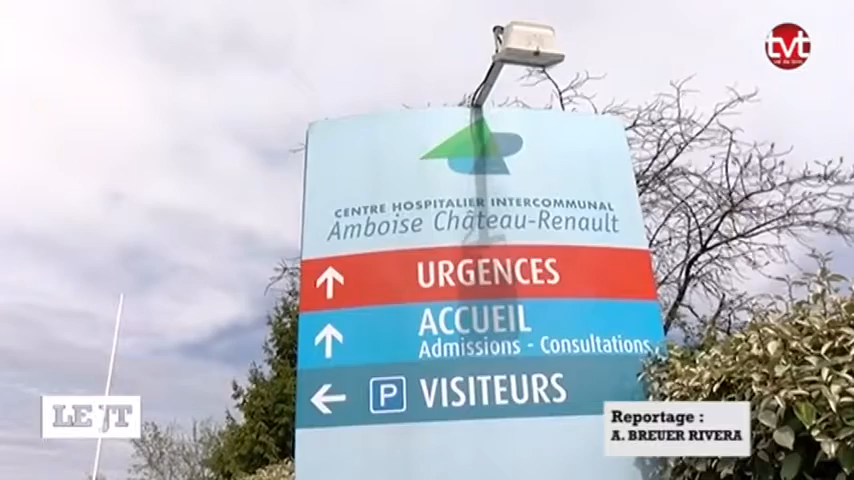 tvt
CENTRE HOSPITALIER INTERCOMMUNAL
Amboise Château-Renault
URGENCES
ACCUEIL
Admissions - Consultations
P VISITEURS
LE JT
Reportage :
A. BREUER RIVERA